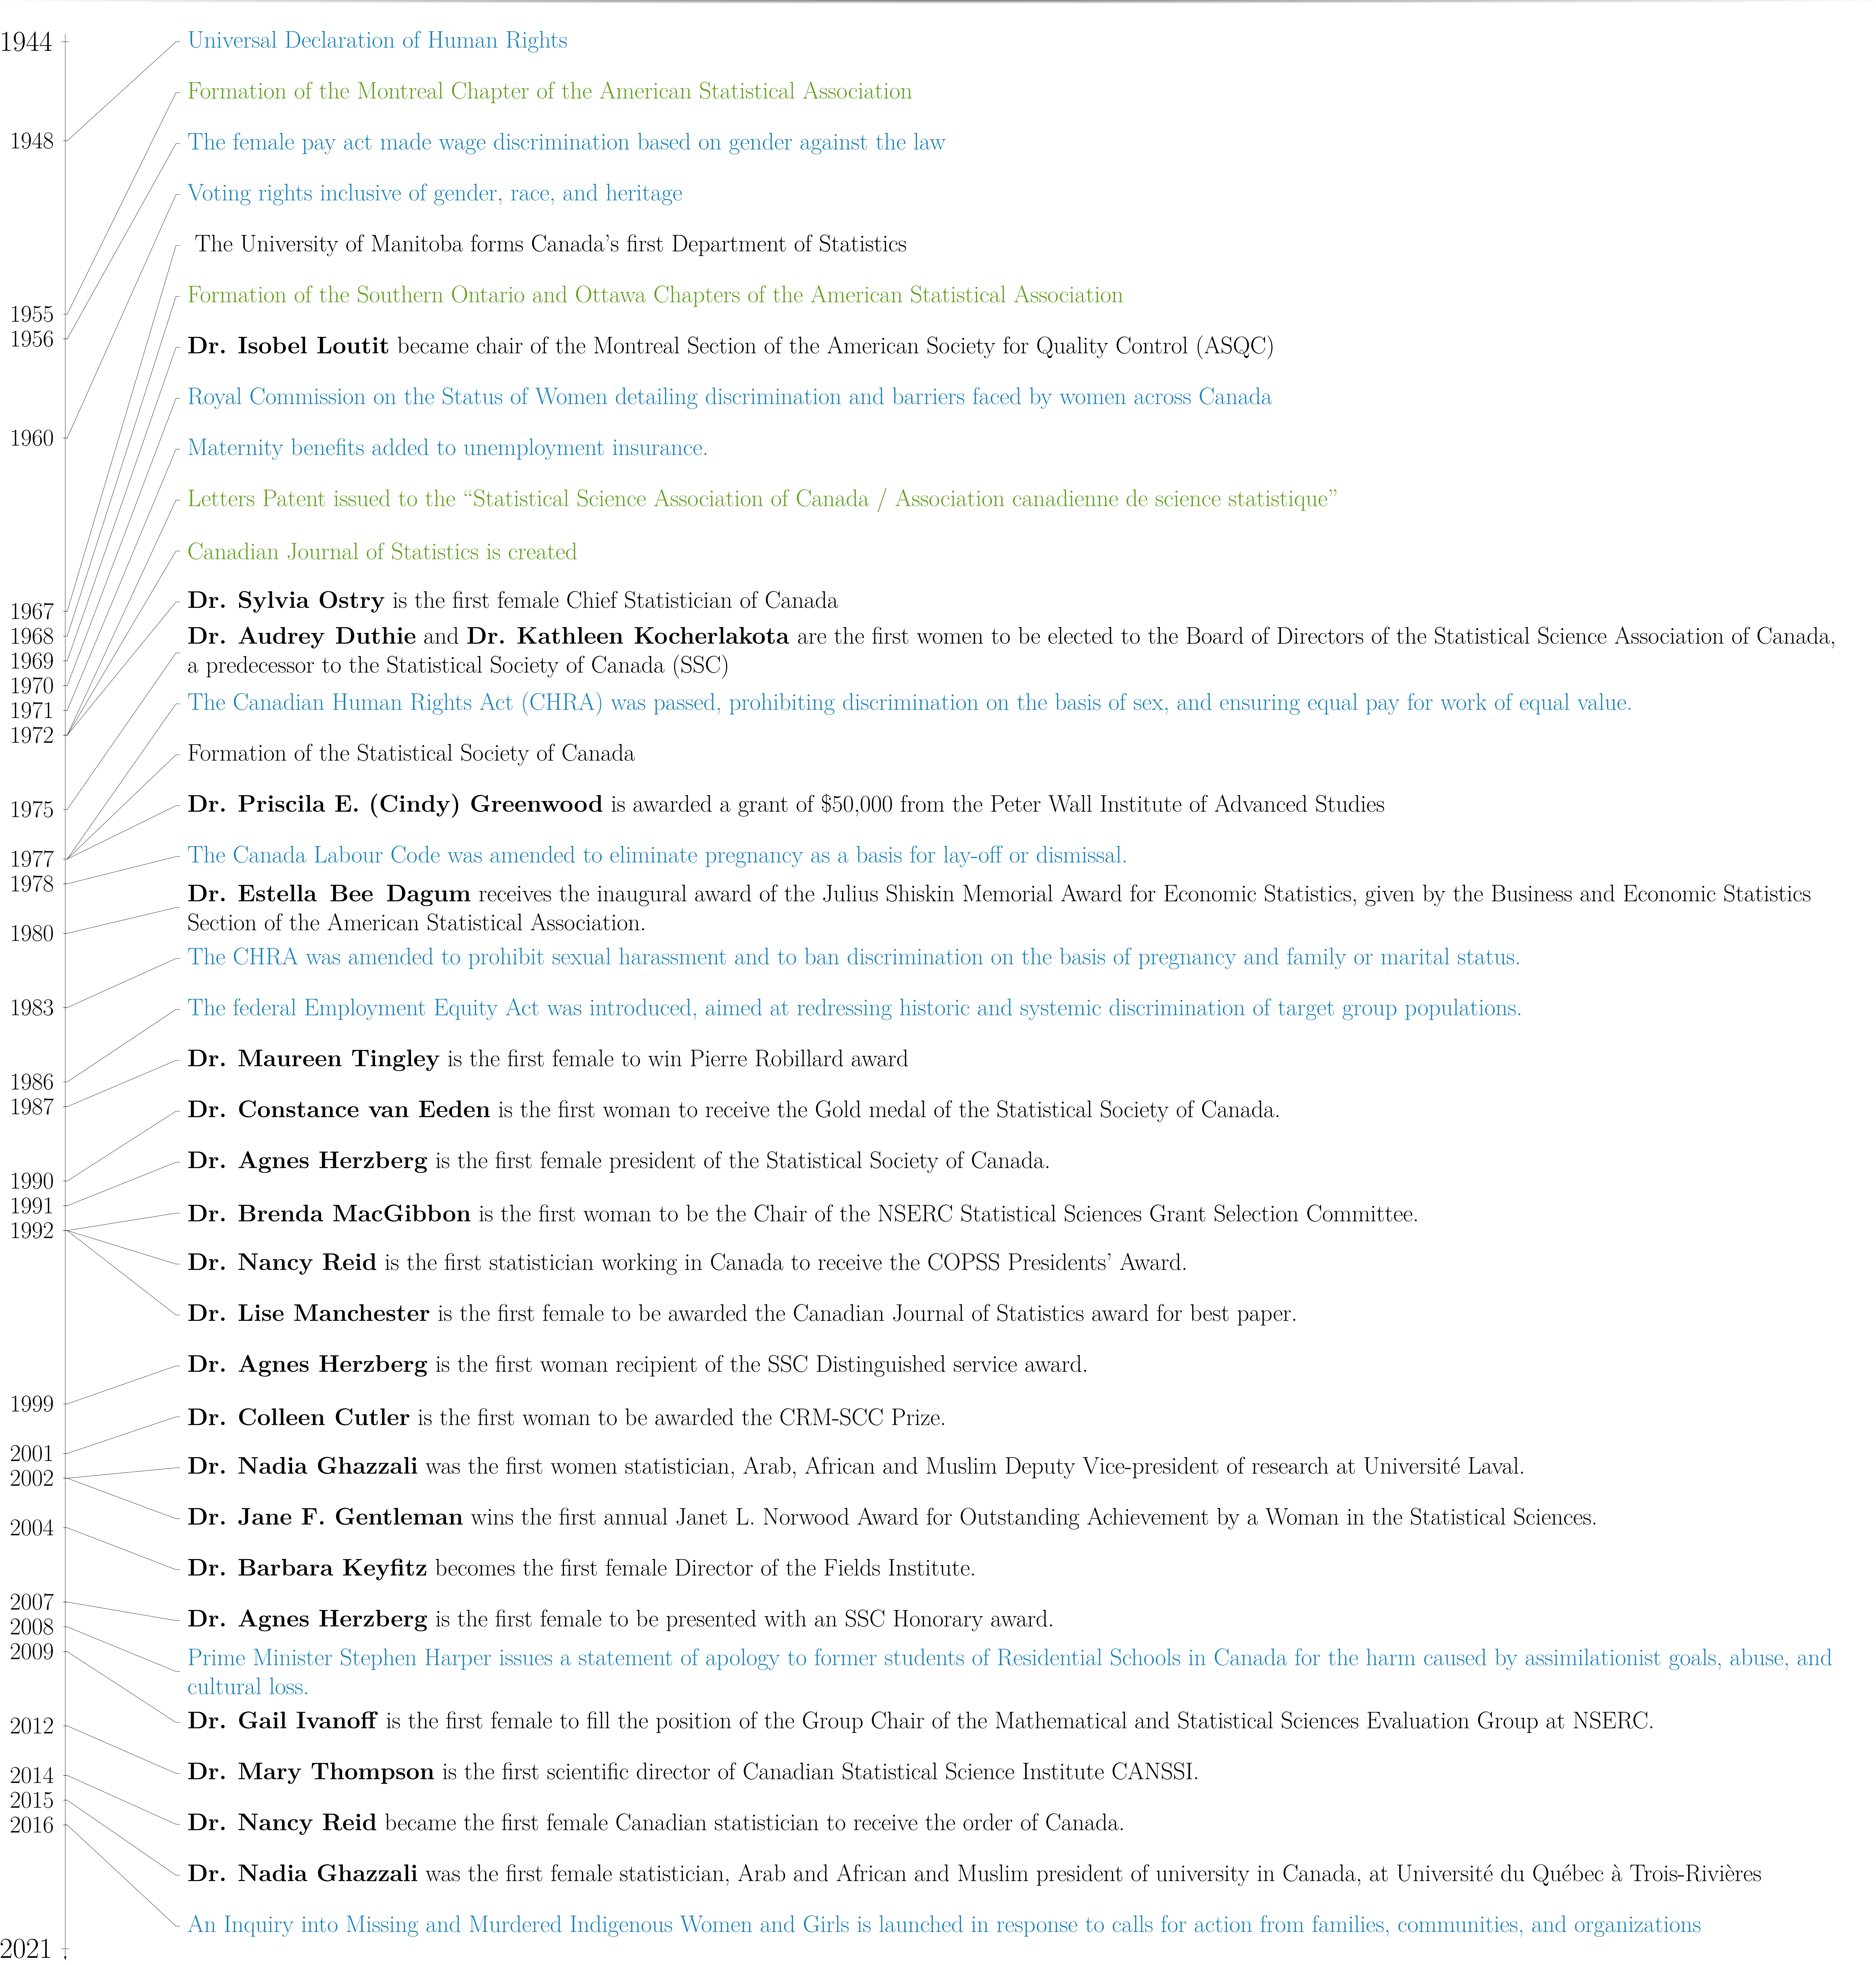 1944
Universal Declaration of Human Rights
Formation of the Montreal Chapter of the American Statistical Association
1948
The female pay act made wage discrimination based on gender against the law
Voting rights inclusive of gender, race, and heritage
The University of Manitoba forms Canada's first Department of Statistics
Formation of the Southern Ontario and Ottawa Chapters of the American Statistical Association
1955
1956
Dr. Isobel Loutit became chair of the Montreal Section of the American Society for Quality Control (ASQC)
Royal Commission on the Status of Women detailing discrimination and barriers faced by women across Canada
1960
Maternity benefits added to unemployment insurance.
Letters Patent issued to the “Statistical Science Association of Canada / Association canadienne de science statistique”
Canadian Journal of Statistics is created
Dr. Sylvia Ostry is the first female Chief Statistician of Canada
1967
1968
Dr. Audrey Duthie and Dr. Kathleen Kocherlakota are the first women to be elected to the Board of Directors of the Statistical Science Association of Canada,
1969
a predecessor to the Statistical Society of Canada (SSC)
1970
The Canadian Human Rights Act (CHRA) was passed, prohibiting discrimination on the basis of sex, and ensuring equal pay for work of equal value.
1971
1972
Formation of the Statistical Society of Canada
1975
Dr. Priscila E. (Cindy) Greenwood is awarded a grant of $50,000 from the Peter Wall Institute of Advanced Studies
1977
The Canada Labour Code was amended to eliminate pregnancy as a basis for lay-off or dismissal.
1978
Dr. Estella Bee Dagum receives the inaugural award of the Julius Shiskin Memorial Award for Economic Statistics, given by the Business and Economic Statistics
Section of the American Statistical Association.
1980
The CHRA was amended to prohibit sexual harassment and to ban discrimination on the basis of pregnancy and family or marital status.
1983
The federal Employment Equity Act was introduced, aimed at redressing historic and systemic discrimination of target group populations.
Dr. Maureen Tingley is the first female to win Pierre Robillard award
1986
1987
Dr. Constance van Eeden is the first woman to receive the Gold medal of the Statistical Society of Canada.
Dr. Agnes Herzberg is the first female president of the Statistical Society of Canada.
1990
1991
Dr. Brenda MacGibbon is the first woman to be the Chair of the NSERC Statistical Sciences Grant Selection Committee.
1992
Dr. Nancy Reid is the first statistician working in Canada to receive the COPSS Presidents' Award.
Dr. Lise Manchester is the first female to be awarded the Canadian Journal of Statistics award for best paper.
Dr. Agnes Herzberg is the first woman recipient of the SSC Distinguished service award.
1999
Dr. Colleen Cutler is the first woman to be awarded the CRM-SCC Prize.
2001
Dr. Nadia Ghazzali was the first women statistician, Arab, African and Muslim Deputy Vice-president of research at Université Laval.
2002
Dr. Jane F. Gentleman wins the first annual Janet L. Norwood Award for Outstanding Achievement by a Woman in the Statistical Sciences.
2004
Dr. Barbara Keyfitz becomes the first female Director of the Fields Institute.
2007
Dr. Agnes Herzberg is the first female to be presented with an SSC Honorary award.
2008
2009
Prime Minister Stephen Harper issues a statement of apology to former students of Residential Schools in Canada for the harm caused by assimilationist goals, abuse, and
cultural loss.
Dr. Gail Ivanoff is the first female to fill the position of the Group Chair of the Mathematical and Statistical Sciences Evaluation Group at NSERC.
2012
Dr. Mary Thompson is the first scientific director of Canadian Statistical Science Institute CANSSI.
2014
2015
Dr. Nancy Reid became the first female Canadian statistician to receive the order of Canada.
2016
Dr. Nadia Ghazzali was the first female statistician, Arab and African and Muslim president of university in Canada, at Université du Québec à Trois-Rivières
An Inquiry into Missing and Murdered Indigenous Women and Girls is launched in response to calls for action from families, communities, and organizations
2021